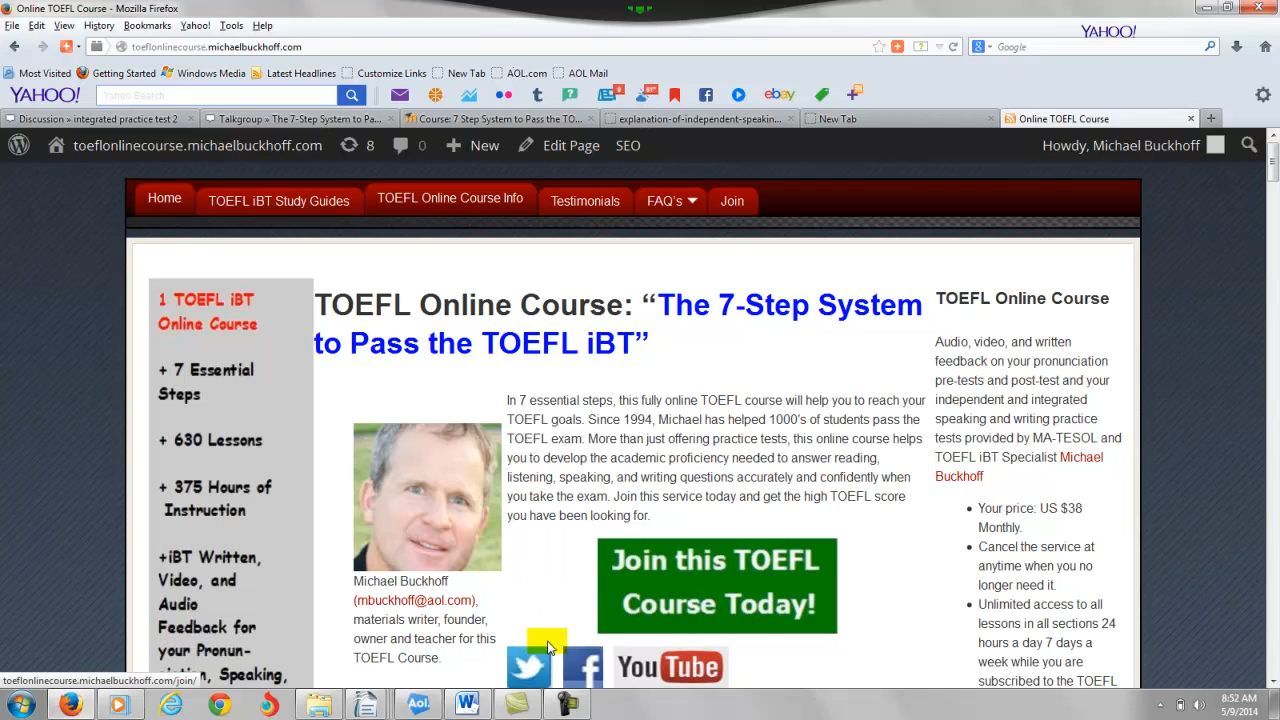 Online TOEFL Course - Mozilla Firefox
File Edit View History Bookmarks Yahoo! Tools Help
YAHOO!
toeflonlinecourse.michaelbuckhoff.com
Google
Most Visited Getting Started Windows Media Latest Headlines Customize Links New Tab AOL.com AOL Mail
YAHOO! Yahoo Search
ebay
Discussion » integrated practice test 2 Talkgroup » The 7-Step System to Pa... Course: 7 Step System to Pass the TO... explanation-of-independent-speakin... New Tab Online TOEFL Course
toeflonlinecourse.michaelbuckhoff.com 8 0 New Edit Page SEO Howdy, Michael Buckhoff
Home TOEFL iBT Study Guides TOEFL Online Course Info Testimonials FAQ's Join
1 TOEFL iBT
Online Course
+ 7 Essential
Steps
+ 630 Lessons
+ 375 Hours of
Instruction
+iBT Written,
Video, and
Audio
Feedback for
your Pronun-
ciation, Speaking,
TOEFL Online Course: “The 7-Step System
to Pass the TOEFL iBT”
In 7 essential steps, this fully online TOEFL course will help you to reach your
TOEFL goals. Since 1994, Michael has helped 1000's of students pass the
TOEFL exam. More than just offering practice tests, this online course helps
you to develop the academic proficiency needed to answer reading,
listening, speaking, and writing questions accurately and confidently when
you take the exam. Join this service today and get the high TOEFL score
you have been looking for.
Michael Buckhoff
(mbuckhoff@aol.com),
materials writer, founder,
owner and teacher for this
TOEFL Course.
Join this TOEFL
Course Today!
You Tube
TOEFL Online Course
Audio, video, and written
feedback on your pronunciation
pre-tests and post-test and your
independent and integrated
speaking and writing practice
tests provided by MA-TESOL and
TOEFL iBT Specialist Michael
Buckhoff
Your price: US $38
Monthly.
Cancel the service at
anytime when you no
longer need it.
Unlimited access to all
lessons in all sections 24
hours a day 7 days a
week while you are
subscribed to the TOEFL
toeflonlinecourse.michaelbuckhoff.com/join/
Aol.
8:52 AM
5/9/2014